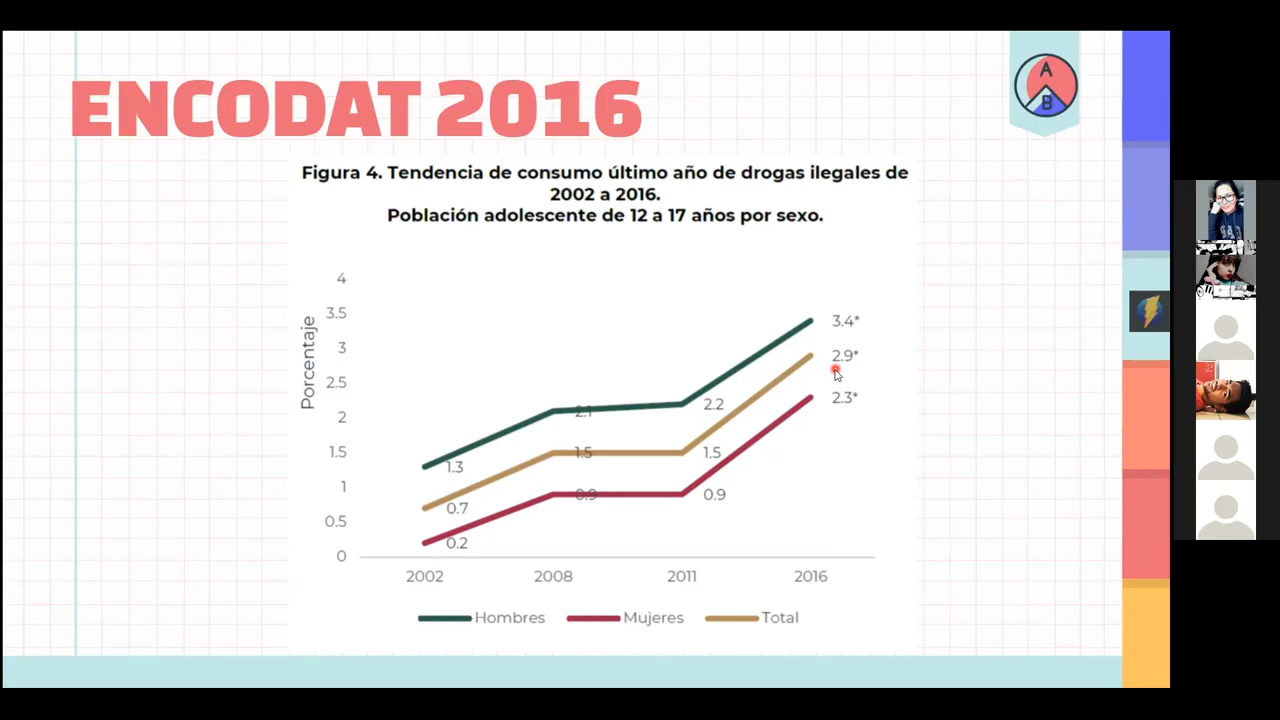 ENCODAT 2016
A
B
Figura 4. Tendencia de consumo último año de drogas ilegales de
2002 a 2016.
Población adolescente de 12 a 17 años por sexo.
Porcentaje
4
3.5
3
2.5
2
1.5
1
0.5
0
1.3
2.1
2.2
3.4*
0.7
1.5
1.5
2.9*
0.2
0.9
0.9
2.3*
2002 2008 2011 2016
Hombres Mujeres Total